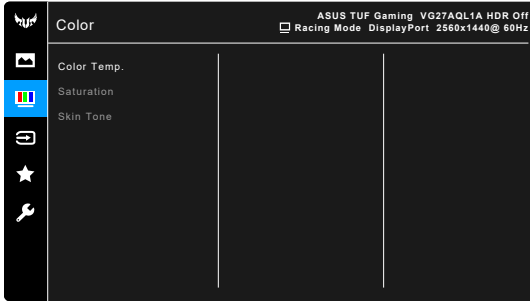 Color
ASUS TUF Gaming VG27AQL1A HDR Off
Racing Mode DisplayPort 2560x1440@ 60Hz
Color Temp.
Saturation
Skin Tone